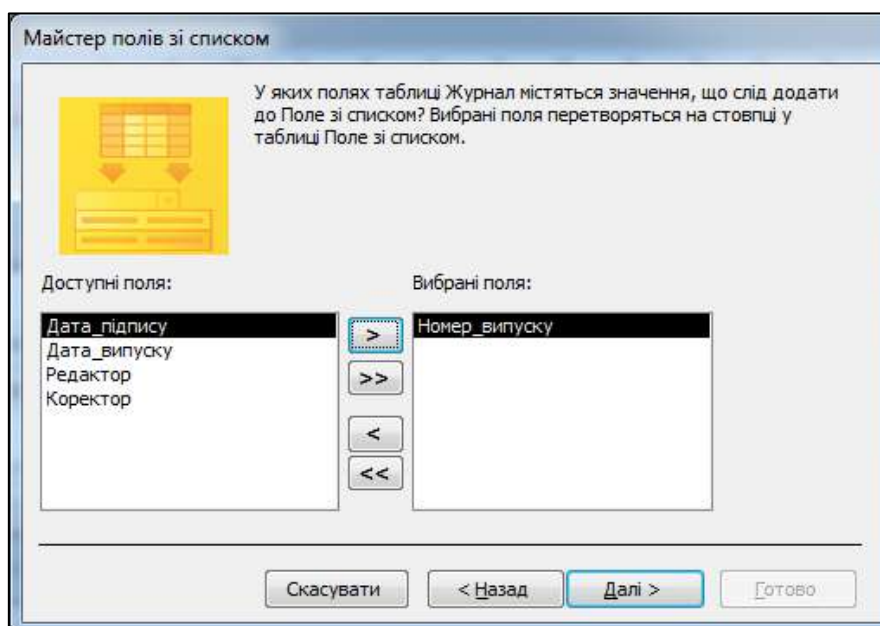 Майстер полів зі списком
У яких полях таблиці Журнал містяться значення, що слід додати
до Поле зі списком? Вибрані поля перетворяться на стовпці у
таблиці Поле зі списком.
Доступні поля:
Вибрані поля:
Дата_підпису
Дата_випуску
Редактор
Коректор
>
>>
<
<<
Номер_випуску
Скасувати
< Назад
Далі >
Готово